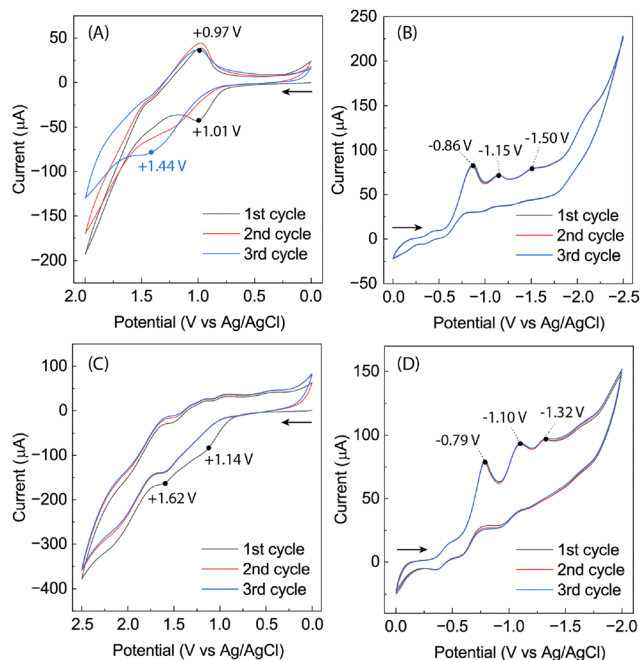 (A)
+0.97 V
+1.01 V
+1.44 V
1st cycle
2nd cycle
3rd cycle
50
0
−50
−100
−150
−200
Current (μA)
2.0 1.5 1.0 0.5 0.0
Potential (V vs Ag/AgCl)
(B)
-0.86 V
-1.15 V
-1.50 V
1st cycle
2nd cycle
3rd cycle
250
200
150
100
50
0
−50
Current (μA)
0.0 −0.5 −1.0 −1.5 −2.0 −2.5
Potential (V vs Ag/AgCl)
(C)
+1.14 V
+1.62 V
1st cycle
2nd cycle
3rd cycle
100
0
−100
−200
−300
−400
Current (μA)
2.5 2.0 1.5 1.0 0.5 0.0
Potential (V vs Ag/AgCl)
(D)
-0.79 V
-1.10 V
-1.32 V
1st cycle
2nd cycle
3rd cycle
150
100
50
0
Current (μA)
0.0 −0.5 −1.0 −1.5 −2.0
Potential (V vs Ag/AgCl)